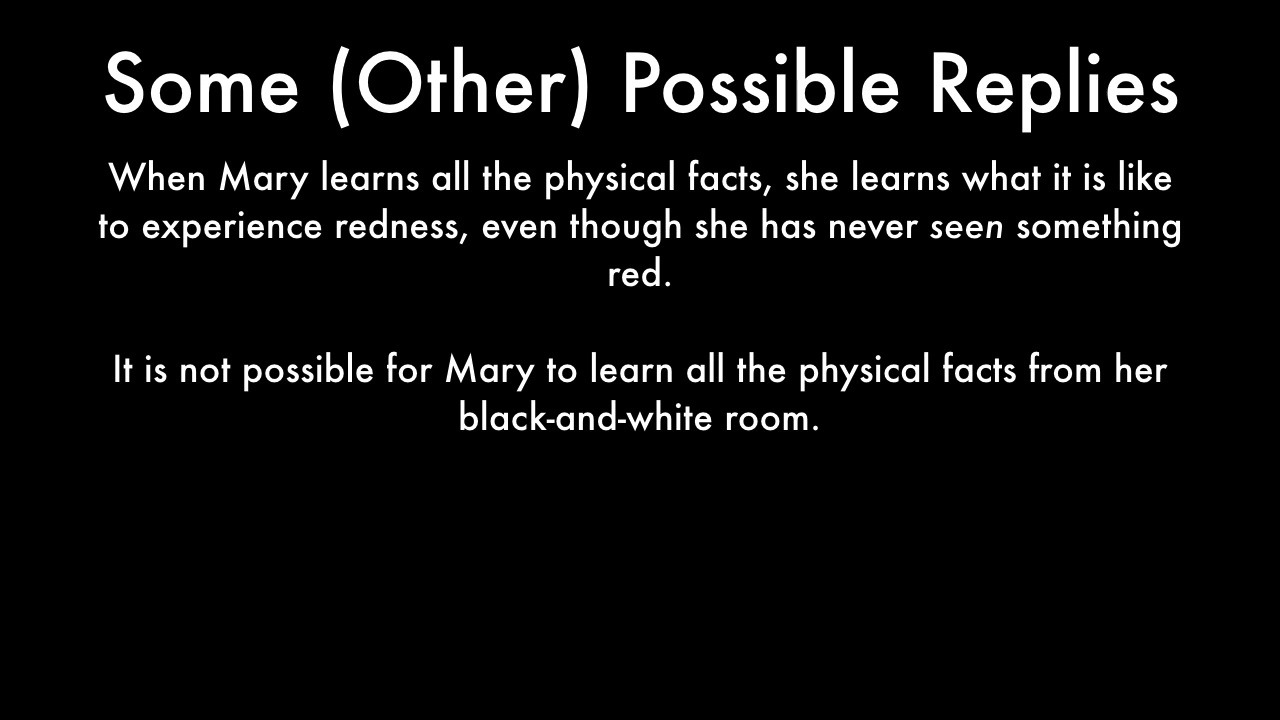 Some (Other) Possible Replies
When Mary learns all the physical facts, she learns what it is like
to experience redness, even though she has never seen something
red.
It is not possible for Mary to learn all the physical facts from her
black-and-white room.